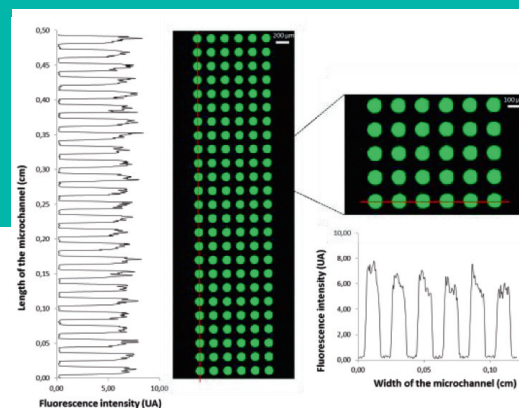 0,50
0,45
0,40
0,35
0,30
0,25
0,20
0,15
0,10
0,05
0,00
Length of the microchannel (cm)
0,00 5,00 10,00
Fluorescence intensity (UA)
200 µm
100 µ
10,00
8,00
6,00
4,00
2,00
0,00
Fluorescence intensity (UA)
0,00 0,05 0,10
Width of the microchannel (cm)